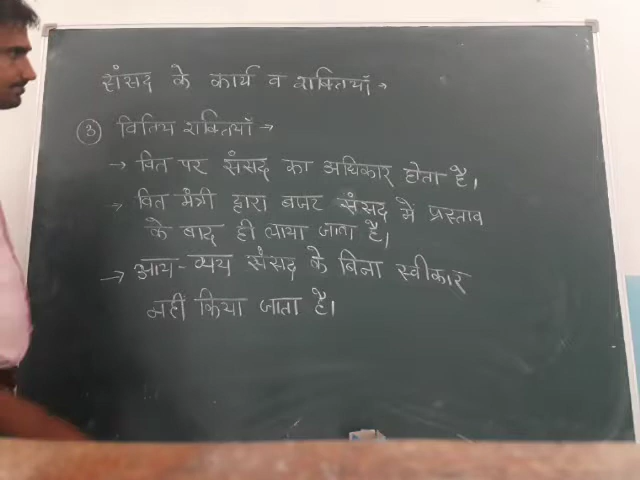 संसद के कार्य व शक्तियाँ →
③ वितिय शक्तियाँ →
→ वित पर संसद का अधिकार होता है।
→ वित मंत्री द्वारा बजट संसद में प्रस्ताव
के बाद ही लाया जाता है।
→ आय - व्यय संसद के बिना स्वीकार
नहीं किया जाता है।